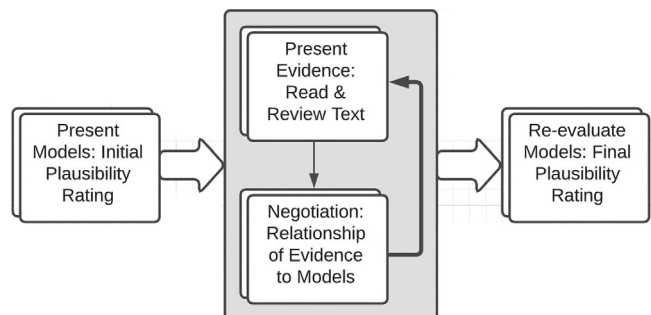 Present
Models: Initial
Plausibility
Rating
Present
Evidence:
Read &
Review Text
Negotiation:
Relationship
of Evidence
to Models
Re-evaluate
Models: Final
Plausibility
Rating